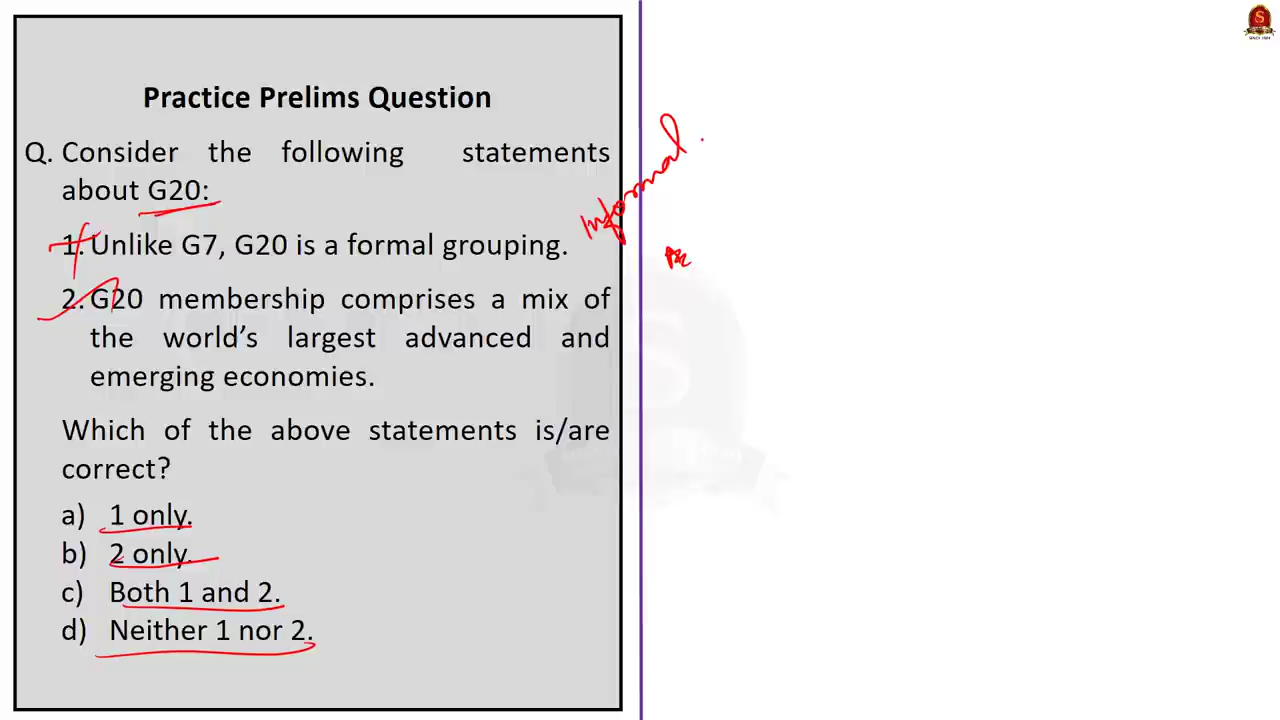 Practice Prelims Question
Q. Consider the following statements
about G20:
Informal.
1. Unlike G7, G20 is a formal grouping.
2. G20 membership comprises a mix of
the world's largest advanced and
emerging economies.
Which of the above statements is/are
correct?
a) 1 only.
b) 2 only.
c) Both 1 and 2.
d) Neither 1 nor 2.